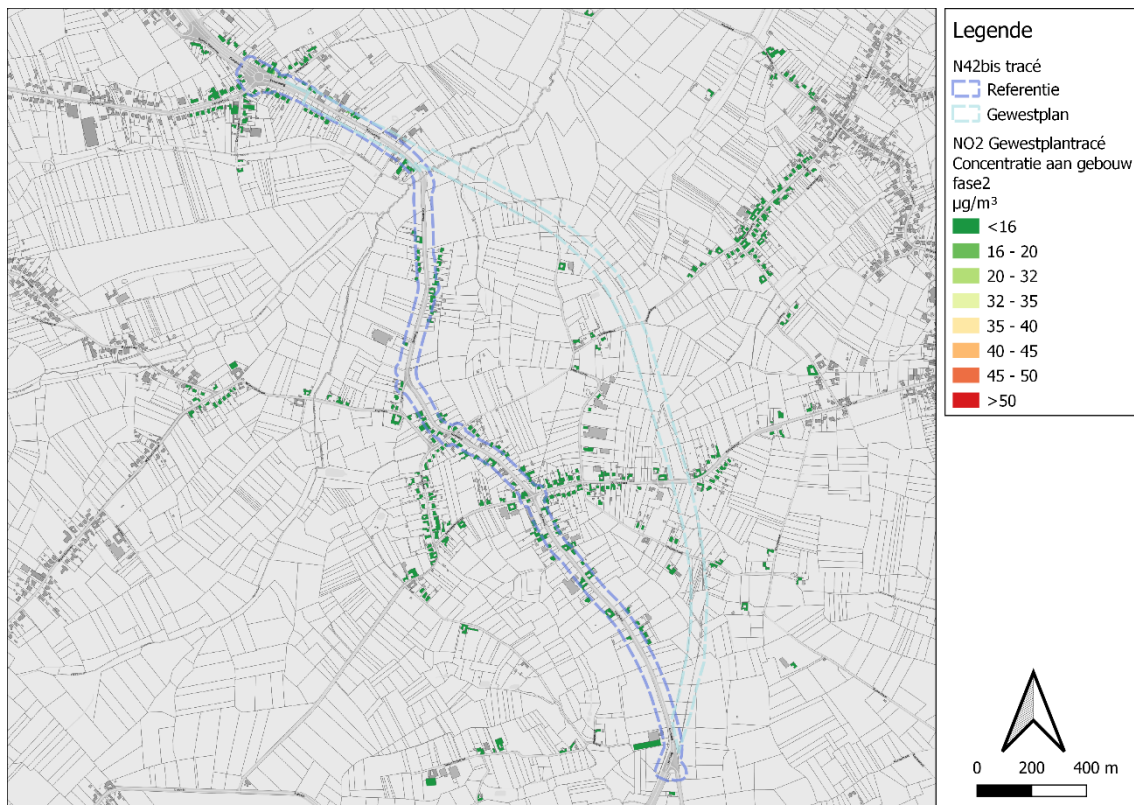 Legende
N42bis tracé
Referentie
Gewestplan
NO2 Gewestplantracé
Concentratie aan gebouw
fase2
µg/m³
<16
16 - 20
20 - 32
32 - 35
35 - 40
40 - 45
45 - 50
>50
0 200 400 m